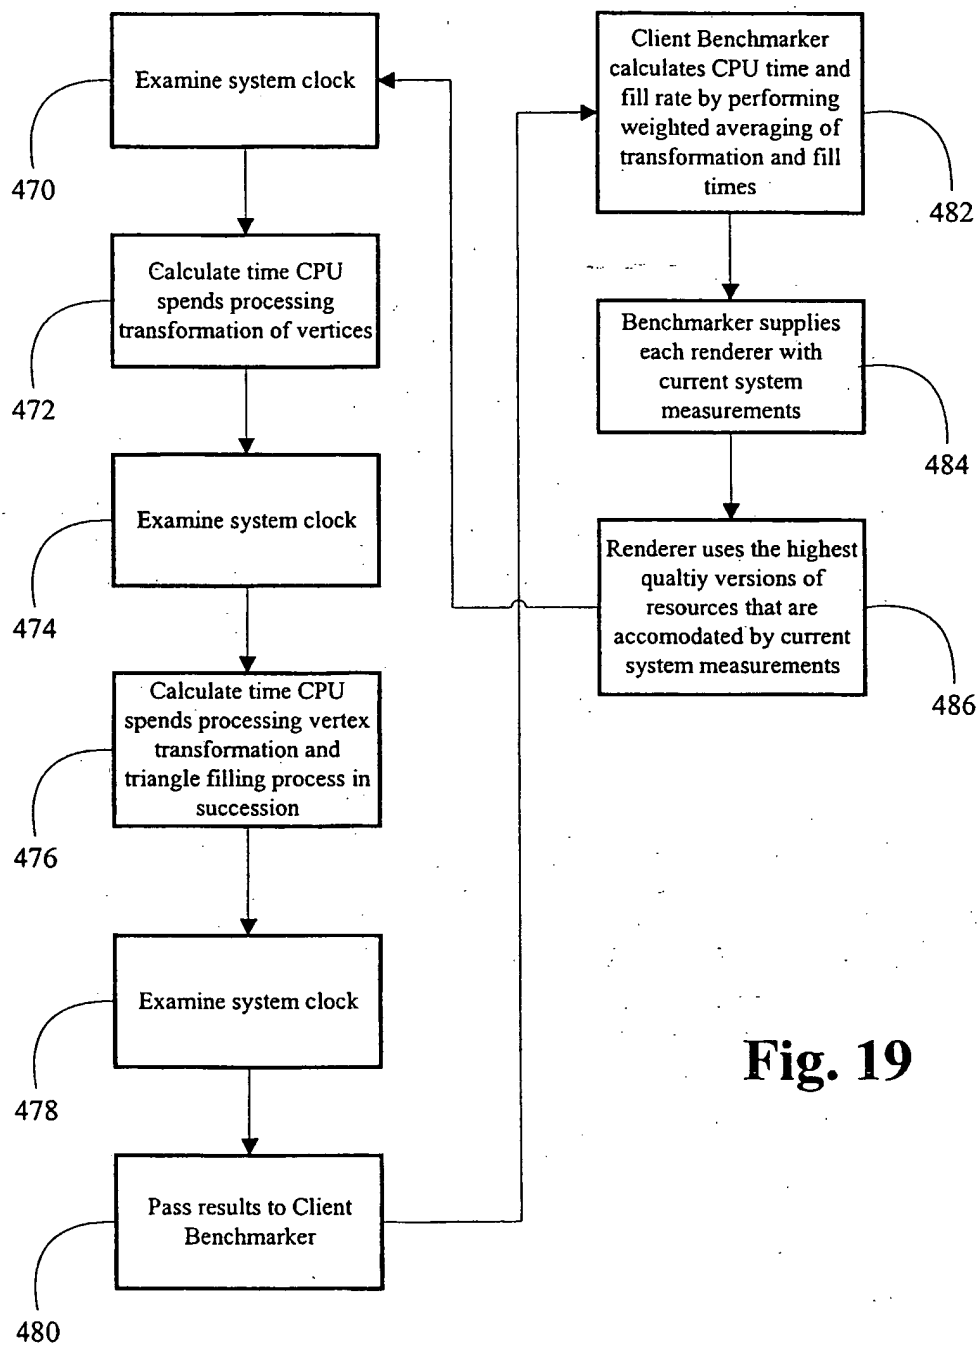 Examine system clock
470
Calculate time CPU
spends processing
transformation of vertices
472
Examine system clock
474
Calculate time CPU
spends processing vertex
transformation and
triangle filling process in
succession
476
Examine system clock
478
Pass results to Client
Benchmarker
480
Client Benchmarker
calculates CPU time and
fill rate by performing
weighted averaging of
transformation and fill
times
482
Benchmarker supplies
each renderer with
current system
measurements
484
Renderer uses the highest
qualtiy versions of
resources that are
accomodated by current
system measurements
486
Fig. 19